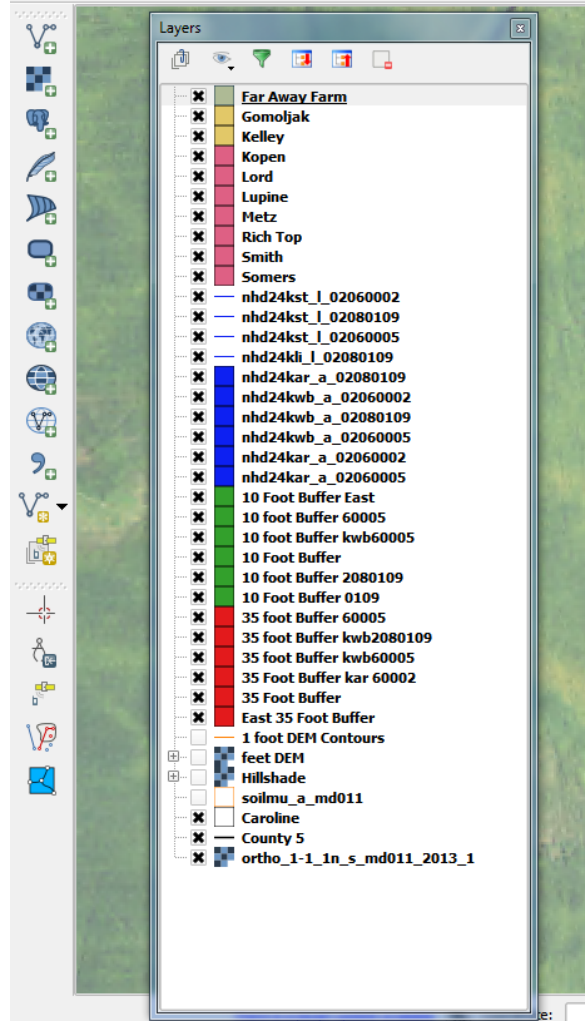 Layers
Far Away Farm
Gomoljak
Kelley
Kopen
Lord
Lupine
Metz
Rich Top
Smith
Somers
nhd24kst_l_02060002
nhd24kst_l_02080109
nhd24kst_l_02060005
nhd24kli_l_02080109
nhd24kar_a_02080109
nhd24kwb_a_02060002
nhd24kwb_a_02080109
nhd24kwb_a_02060005
nhd24kar_a_02060002
nhd24kar_a_02060005
10 Foot Buffer East
10 foot Buffer 60005
10 foot Buffer kwb60005
10 Foot Buffer
10 foot Buffer 2080109
10 foot Buffer 0109
35 foot Buffer 60005
35 foot Buffer kwb2080109
35 foot Buffer kwb60005
35 foot Buffer kar 60002
35 Foot Buffer
East 35 Foot Buffer
1 foot DEM Contours
feet DEM
Hillshade
soilmu_a_md011
Caroline
County 5
ortho_1-1_1n_s_md011_2013_1